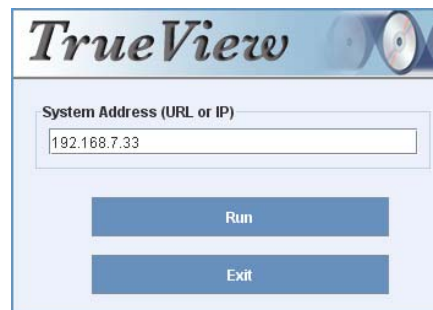 TrueView
System Address (URL or IP)
192.168.7.33
Run
Exit